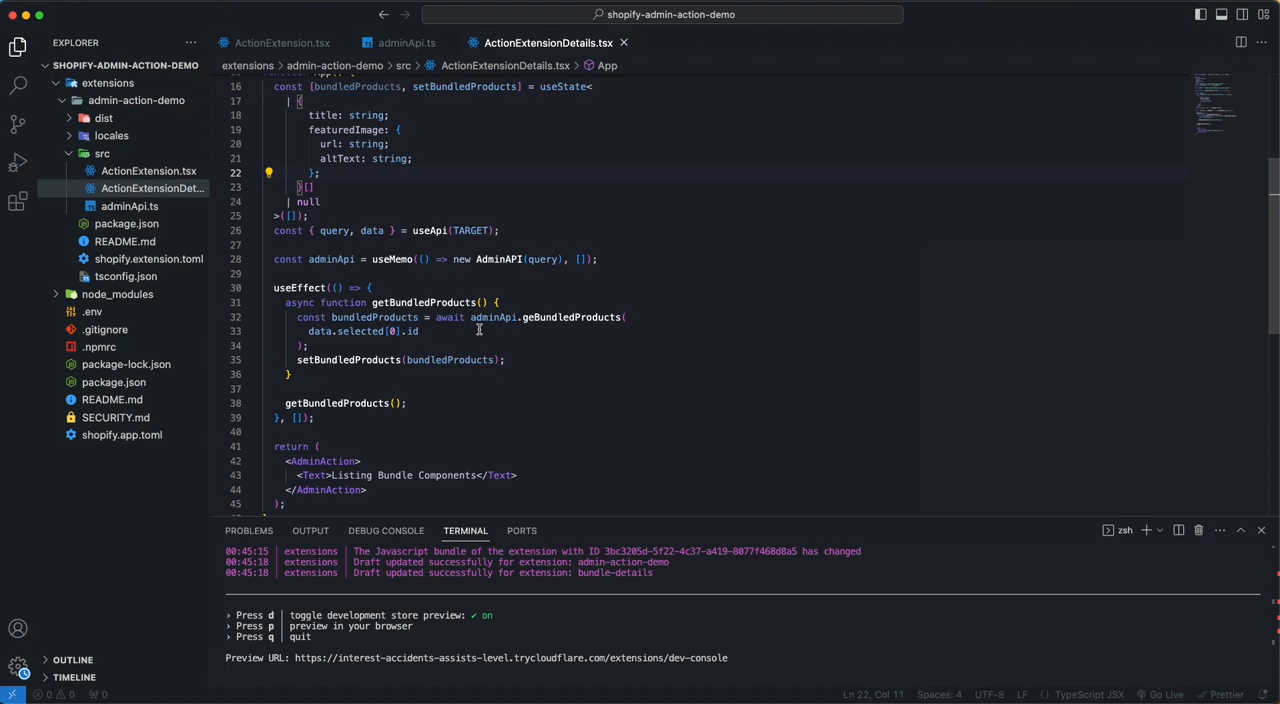 shopify-admin-action-demo
EXPLORER
ActionExtension.tsx
adminApi.ts
ActionExtensionDetails.tsx
SHOPIFY-ADMIN-ACTION-DEMO
extensions
admin-action-demo
dist
locales
src
ActionExtension.tsx
ActionExtensionDet...
adminApi.ts
package.json
README.md
shopify.extension.toml
tsconfig.json
node_modules
.env
.gitignore
.npmrc
package-lock.json
package.json
README.md
SECURITY.md
shopify.app.toml
OUTLINE
TIMELINE
extensions > admin-action-demo > src > ActionExtensionDetails.tsx > App
16 const [bundledProducts, setBundledProducts] = useState<
17 | {
18 title: string;
19 featuredImage: {
20 url: string;
21 altText: string;
22 };
23 }[]
24 | null
25 >([]);
26 const { query, data } = useApi(TARGET);
27
28 const adminApi = useMemo(() => new AdminAPI(query), []);
29
30 useEffect(() => {
31 async function getBundledProducts() {
32 const bundledProducts = await adminApi.geBundledProducts(
33 data.selected[0].id
34 );
35 setBundledProducts(bundledProducts);
36 }
37
38 getBundledProducts();
39 }, []);
40
41 return (
42 <AdminAction>
43 <Text>Listing Bundle Components</Text>
44 </AdminAction>
45 );
PROBLEMS OUTPUT DEBUG CONSOLE TERMINAL PORTS
zsh
00:45:15 | extensions | The Javascript bundle of the extension with ID 3bc3205d-5f22-4c37-a419-8077f468d8a5 has changed
00:45:18 | extensions | Draft updated successfully for extension: admin-action-demo
00:45:18 | extensions | Draft updated successfully for extension: bundle-details
› Press d | toggle development store preview: ✔ on
› Press p | preview in your browser
› Press q | quit
Preview URL: https://interest-accidents-assists-level.trycloudflare.com/extensions/dev-console
0 0 0 Ln 22, Col 11 Spaces: 4 UTF-8 LF {} TypeScript JSX Go Live Prettier